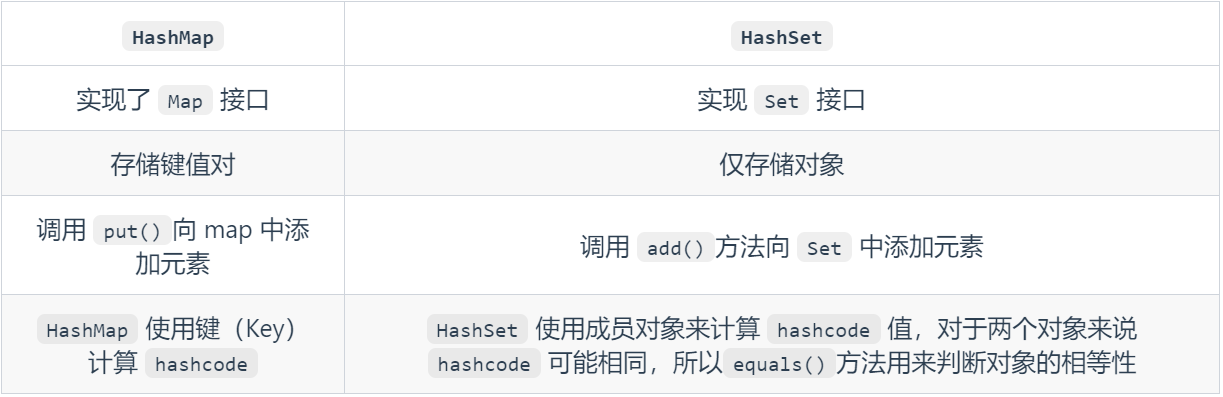 HashMap
HashSet
实现了 Map 接口
实现 Set 接口
存储键值对
仅存储对象
调用 put()向 map 中添
加元素
调用 add()方法向 Set 中添加元素
HashMap 使用键（Key）
计算 hashcode
HashSet 使用成员对象来计算 hashcode 值，对于两个对象来说
hashcode 可能相同，所以equals()方法用来判断对象的相等性